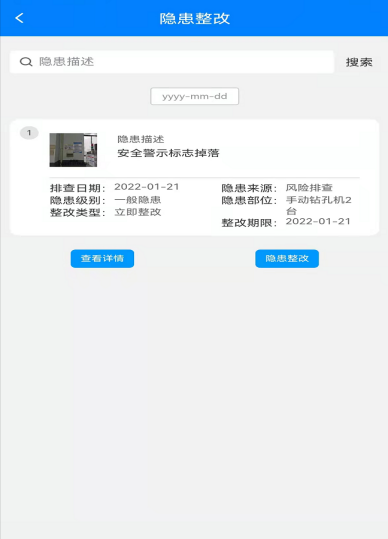 隐患整改
隐患描述 搜索
yyyy-mm-dd
1
隐患描述
安全警示标志掉落
排查日期： 2022-01-21 隐患来源： 风险排查
隐患级别： 一般隐患 隐患部位： 手动钻孔机2
台
整改类型： 立即整改
整改期限： 2022-01-21
查看详情 隐患整改